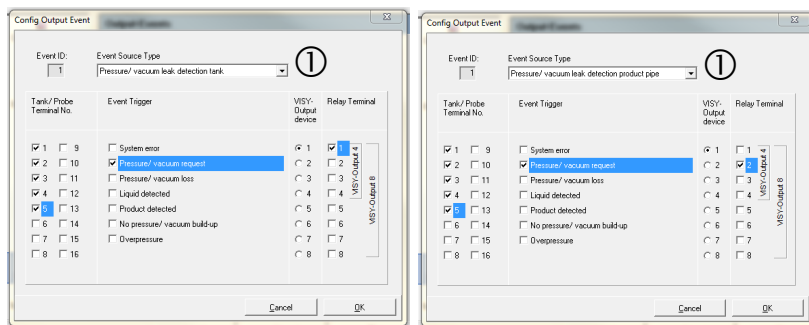 Config Output Event
Event ID:
Event Source Type
1
Pressure/ vacuum leak detection tank
①
Tank/ Probe
Terminal No.
Event Trigger
VISY-
Output
device
Relay Terminal
1 9 System error 1 1
2 10 Pressure/ vacuum request 2 2
3 11 Pressure/ vacuum loss 3 3
4 12 Liquid detected 4 4
5 13 Product detected 5 5
6 14 No pressure/ vacuum build-up 6 6
7 15 Overpressure 7 7
8 16 8 8
VISY-Output 4
VISY-Output 8
Cancel OK
Config Output Event
Event ID:
Event Source Type
1
Pressure/ vacuum leak detection product pipe
①
Tank/ Probe
Terminal No.
Event Trigger
VISY-
Output
device
Relay Terminal
1 9 System error 1 1
2 10 Pressure/ vacuum request 2 2
3 11 Pressure/ vacuum loss 3 3
4 12 Liquid detected 4 4
5 13 Product detected 5 5
6 14 No pressure/ vacuum build-up 6 6
7 15 Overpressure 7 7
8 16 8 8
VISY-Output 4
VISY-Output 8
Cancel OK